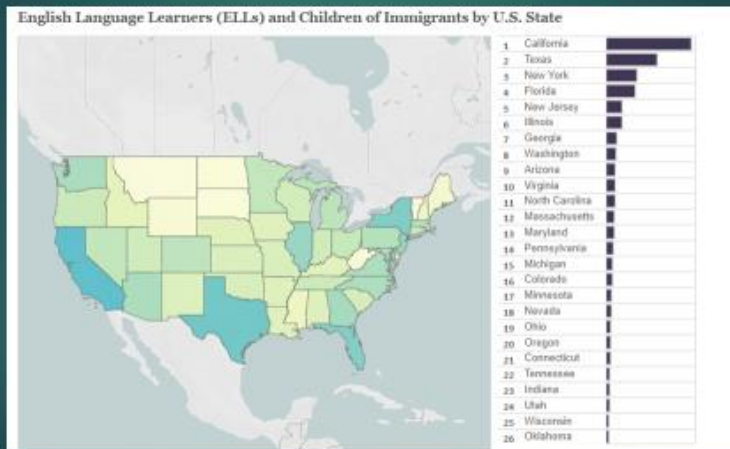 English Language Learners (ELLs) and Children of Immigrants by U.S. State
1 California
2 Texas
3 New York
4 Florida
5 New Jersey
6 Illinois
7 Georgia
8 Washington
9 Arizona
10 Virginia
11 North Carolina
12 Massachusetts
13 Maryland
14 Pennsylvania
15 Michigan
16 Colorado
17 Minnesota
18 Nevada
19 Ohio
20 Oregon
21 Connecticut
22 Tennessee
23 Indiana
24 Utah
25 Wisconsin
26 Oklahoma